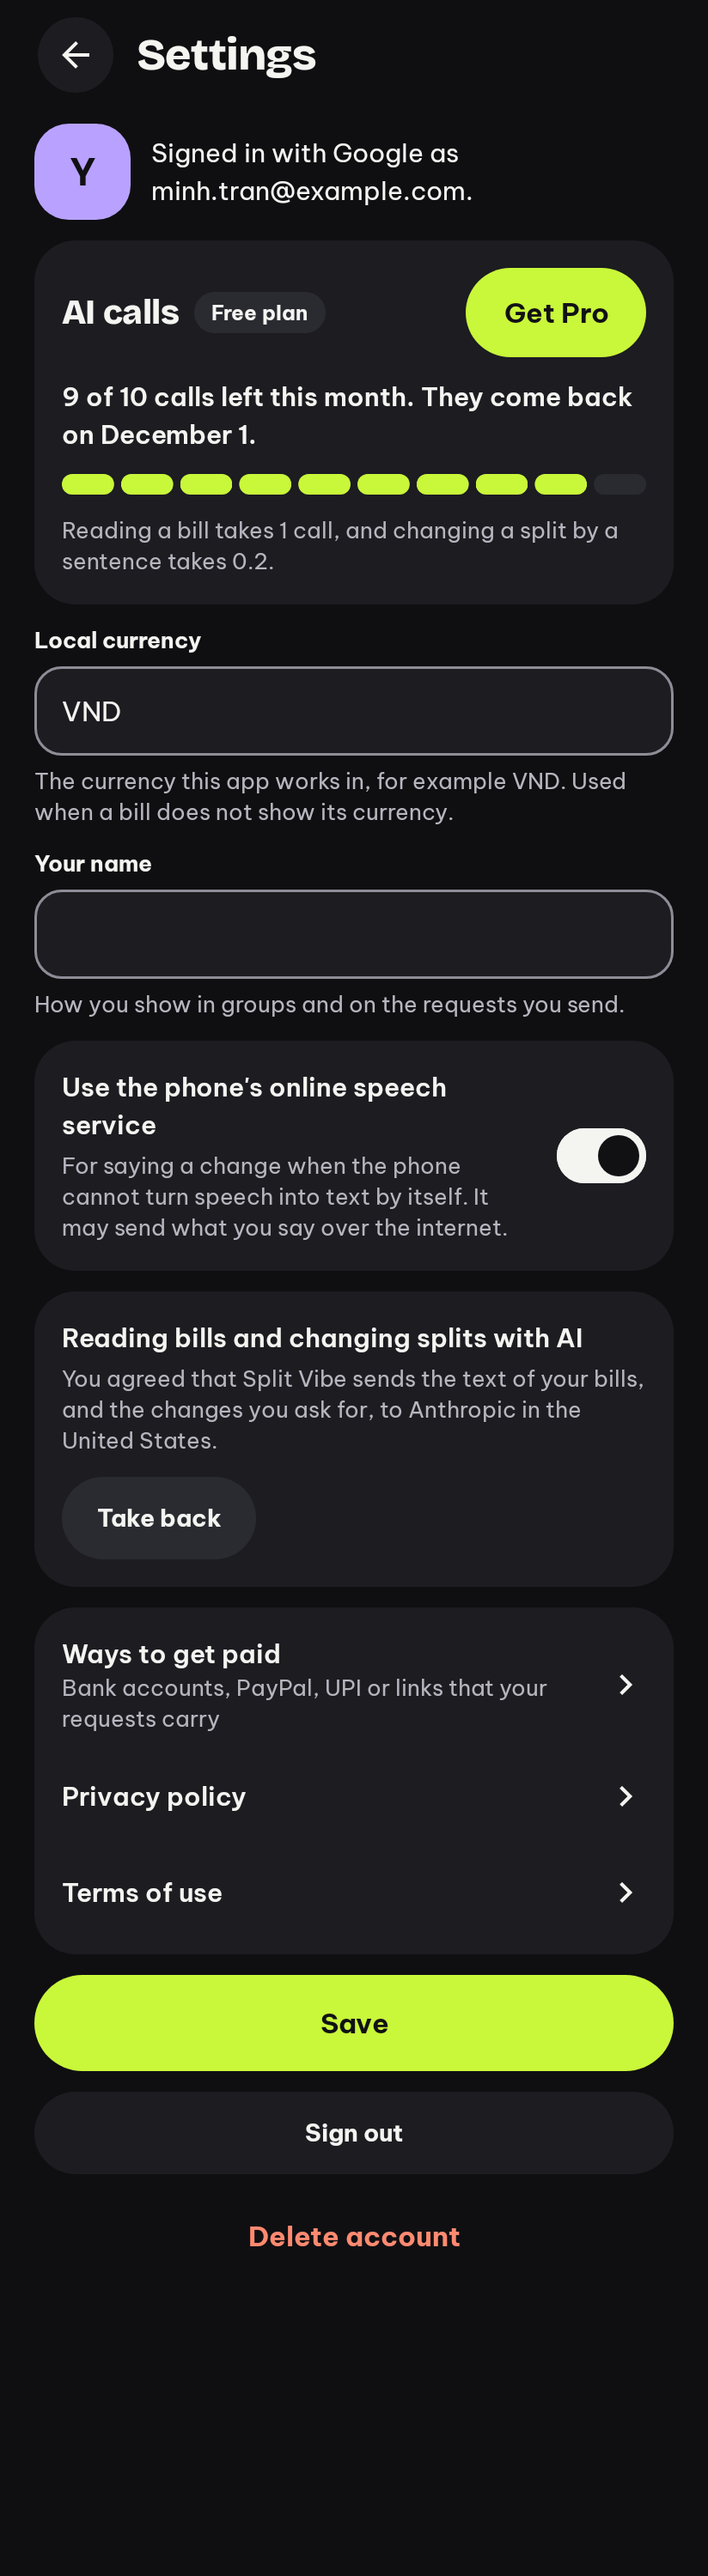 Settings
Y
Signed in with Google as
minh.tran@example.com.
AI calls
Free plan
Get Pro
9 of 10 calls left this month. They come back
on December 1.
Reading a bill takes 1 call, and changing a split by a
sentence takes 0.2.
Local currency
VND
The currency this app works in, for example VND. Used
when a bill does not show its currency.
Your name
How you show in groups and on the requests you send.
Use the phone's online speech
service
For saying a change when the phone
cannot turn speech into text by itself. It
may send what you say over the internet.
Reading bills and changing splits with AI
You agreed that Split Vibe sends the text of your bills,
and the changes you ask for, to Anthropic in the
United States.
Take back
Ways to get paid
Bank accounts, PayPal, UPI or links that your
requests carry
Privacy policy
Terms of use
Save
Sign out
Delete account